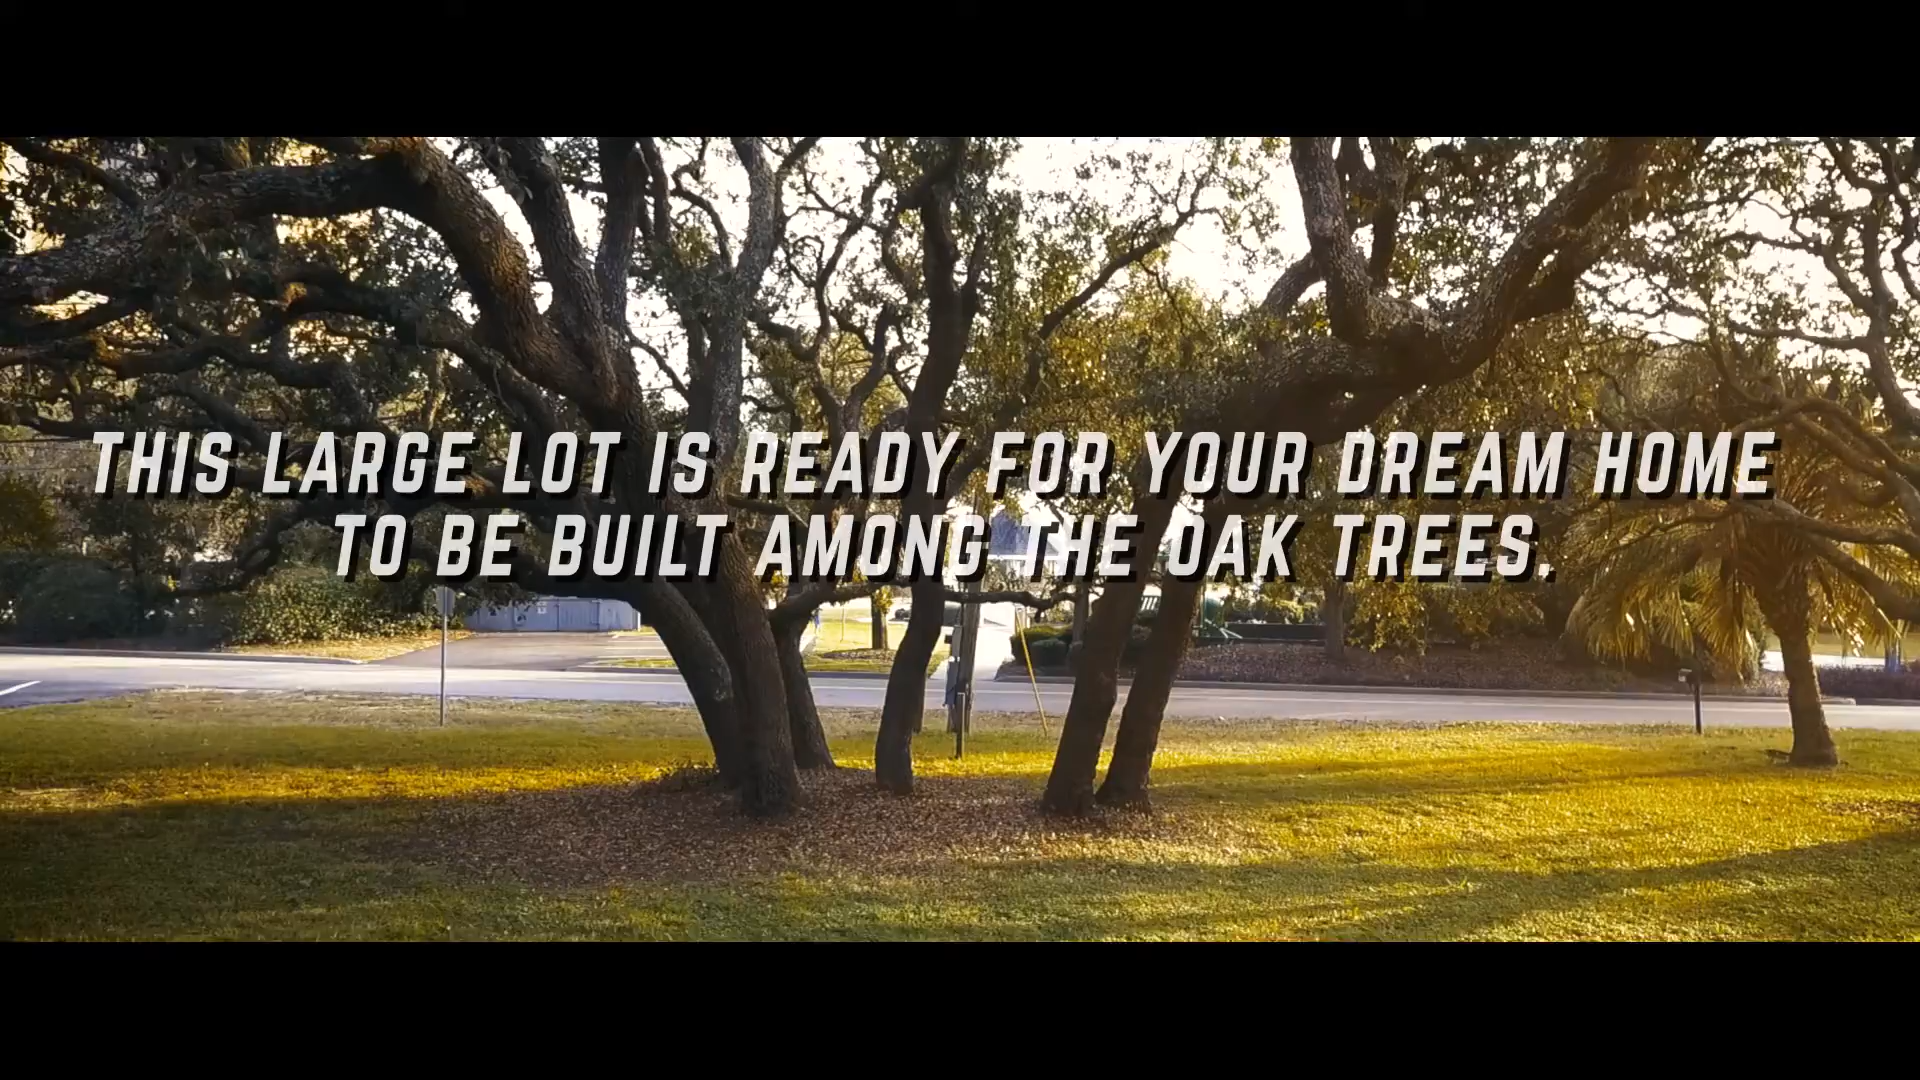 THIS LARGE LOT IS READY FOR YOUR DREAM HOME
TO BE BUILT AMONG THE OAK TREES.